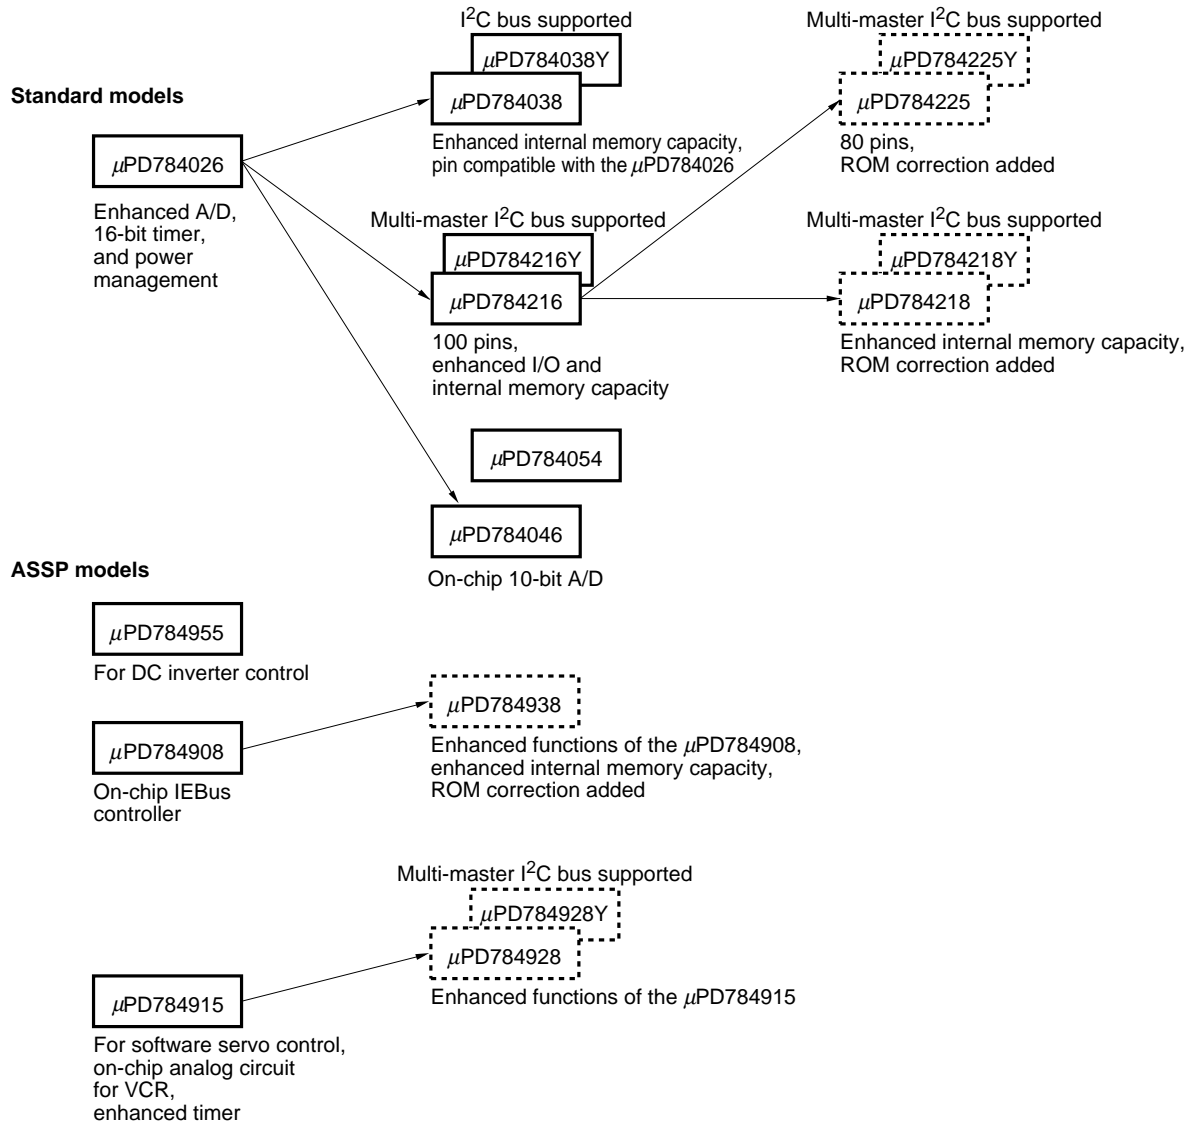 Standard models
µPD784026
Enhanced A/D,
16-bit timer,
and power
management
I²C bus supported
µPD784038Y
µPD784038
Enhanced internal memory capacity,
pin compatible with the µPD784026
Multi-master I²C bus supported
µPD784216Y
µPD784216
100 pins,
enhanced I/O and
internal memory capacity
Multi-master I²C bus supported
µPD784225Y
µPD784225
80 pins,
ROM correction added
Multi-master I²C bus supported
µPD784218Y
µPD784218
Enhanced internal memory capacity,
ROM correction added
µPD784054
µPD784046
On-chip 10-bit A/D
ASSP models
µPD784955
For DC inverter control
µPD784908
On-chip IEBus
controller
µPD784938
Enhanced functions of the µPD784908,
enhanced internal memory capacity,
ROM correction added
Multi-master I²C bus supported
µPD784928Y
µPD784928
Enhanced functions of the µPD784915
µPD784915
For software servo control,
on-chip analog circuit
for VCR,
enhanced timer